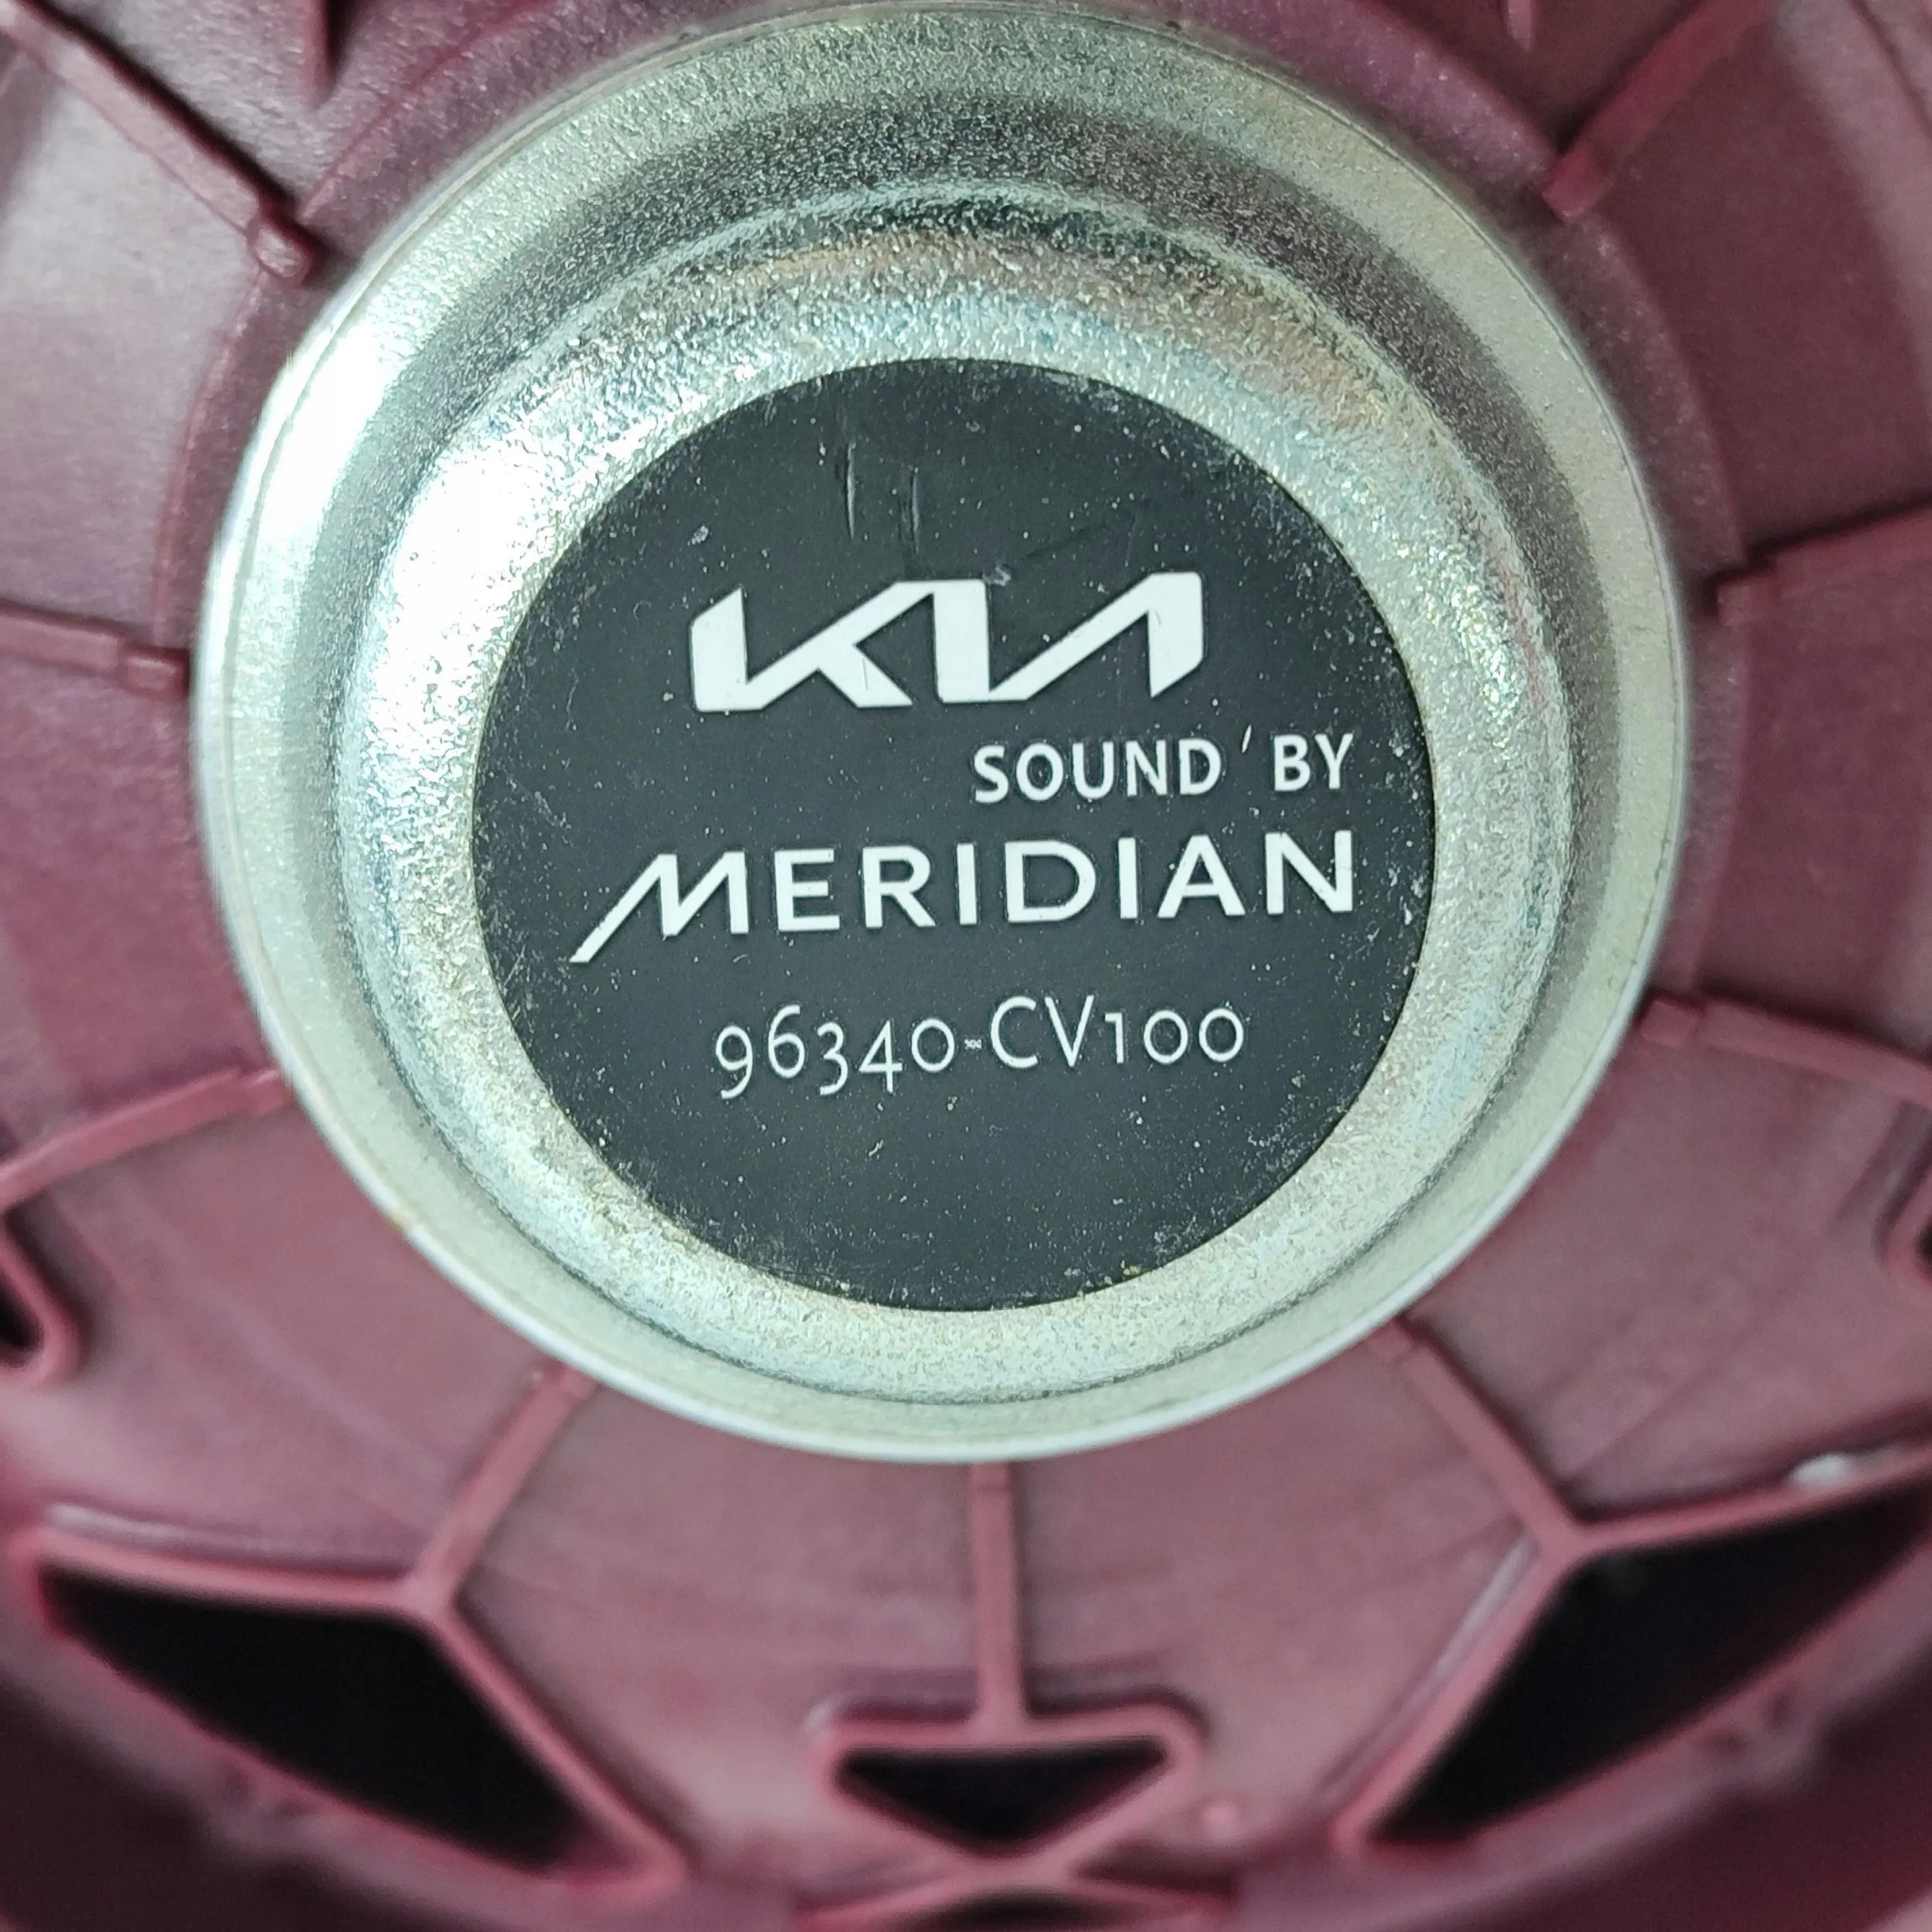 KIA
SOUND BY
MERIDIAN
96340-CV100